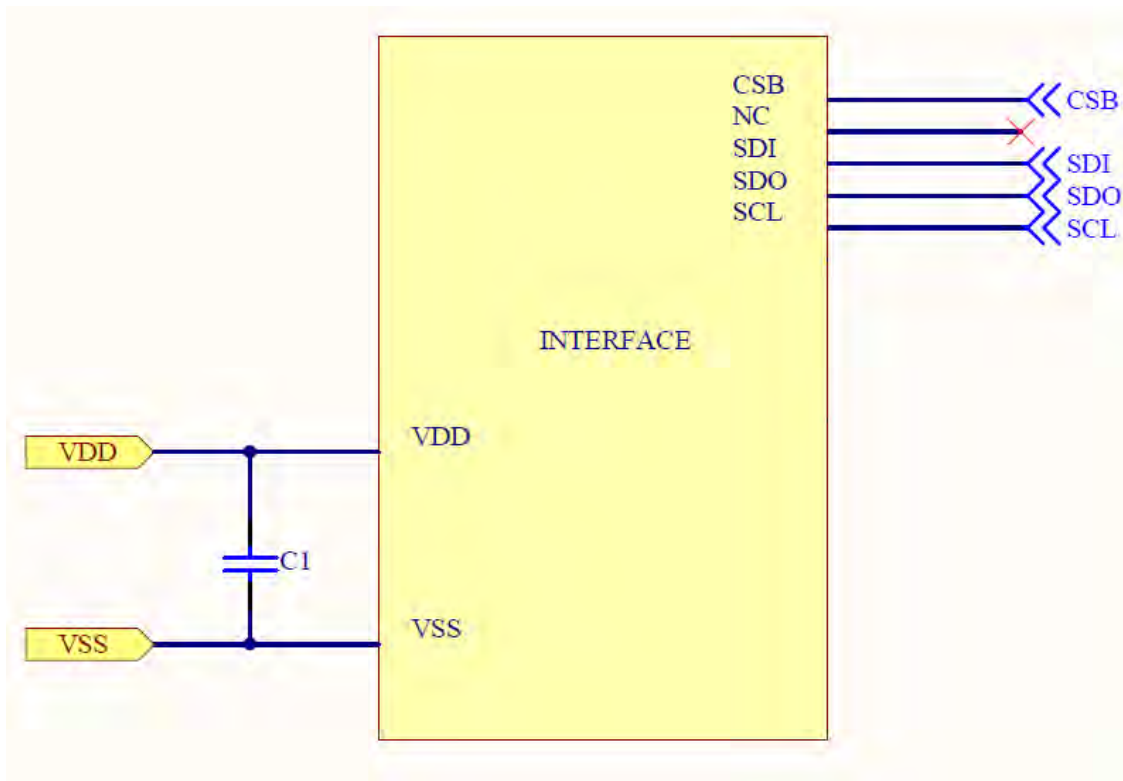 CSB
CSB
NC
SDI
SDI
SDO
SDO
SCL
SCL
INTERFACE
VDD
VDD
C1
VSS
VSS